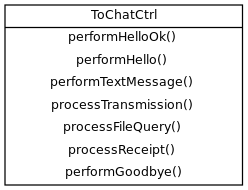 ToChatCtrl
performHelloOk()
performHello()
performTextMessage()
processTransmission()
processFileQuery()
processReceipt()
performGoodbye()